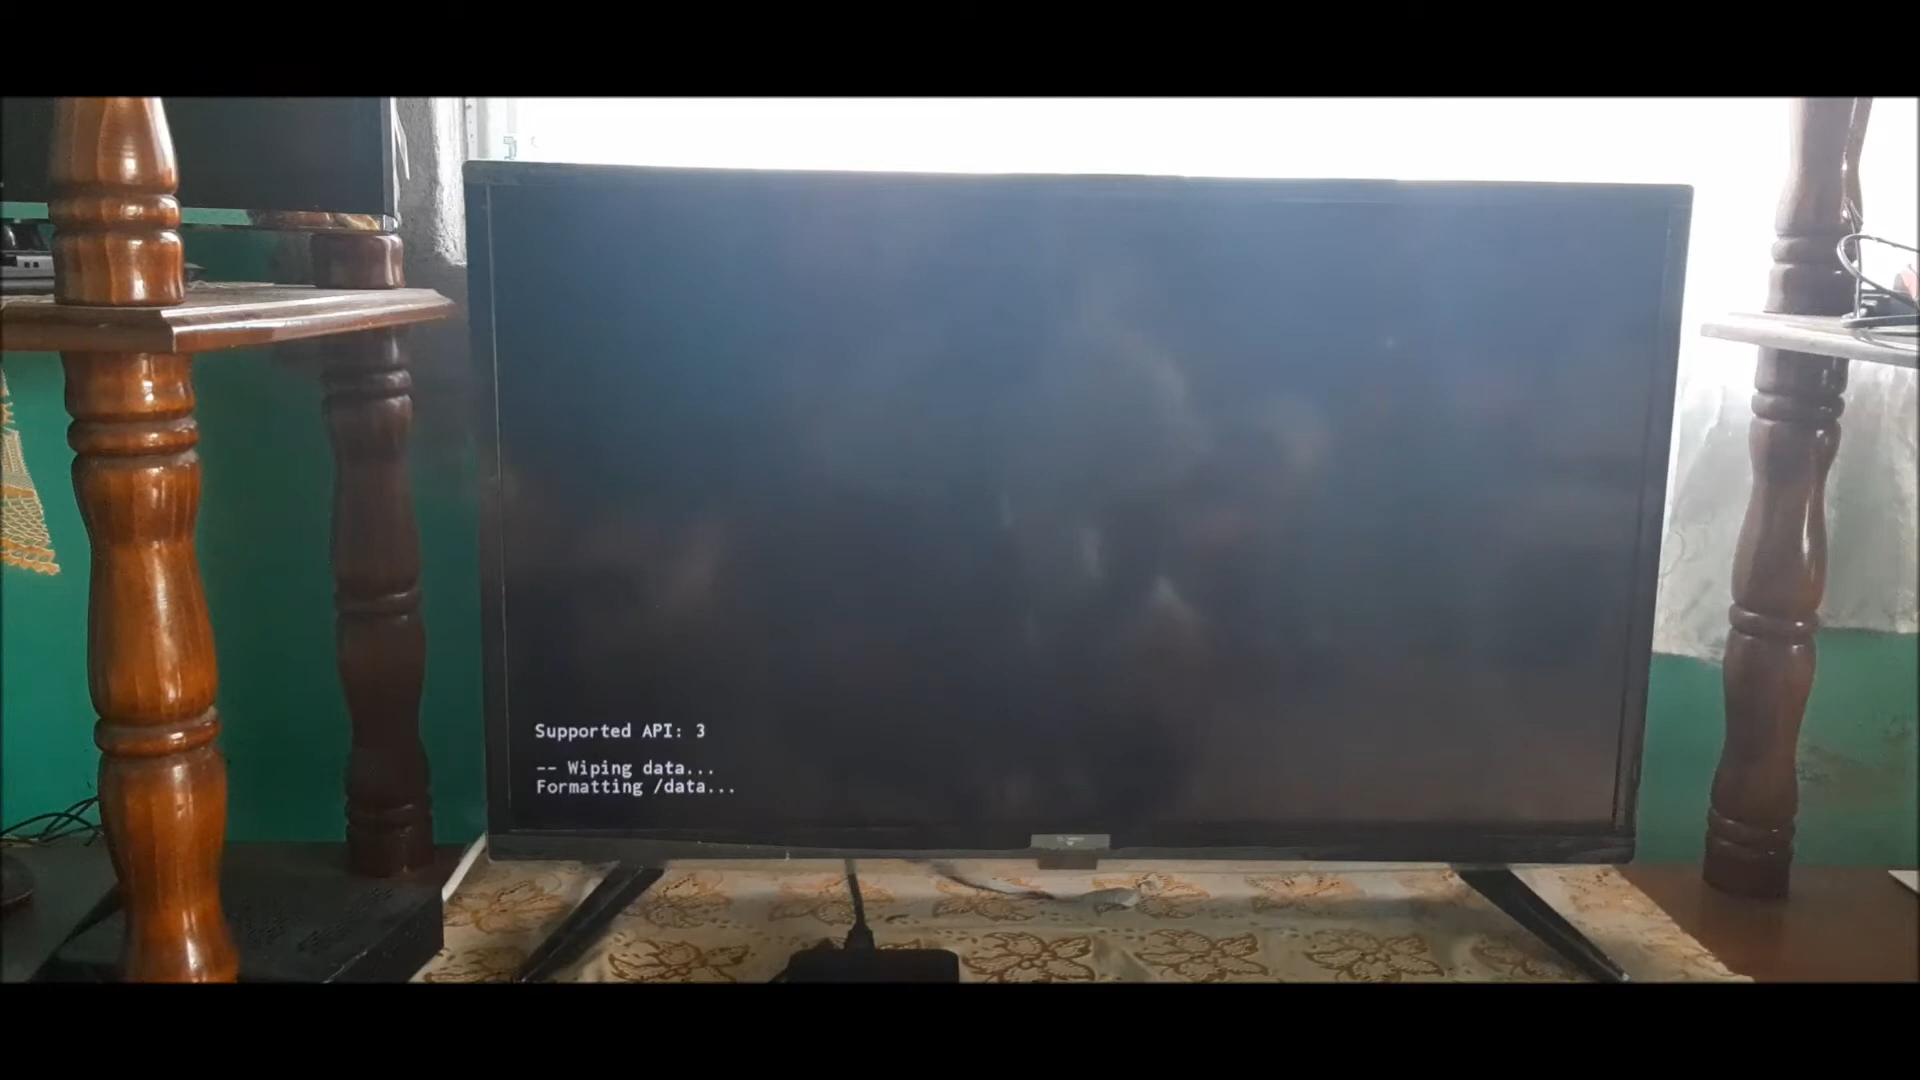 Supported API: 3
-- Wiping data...
Formatting /data...